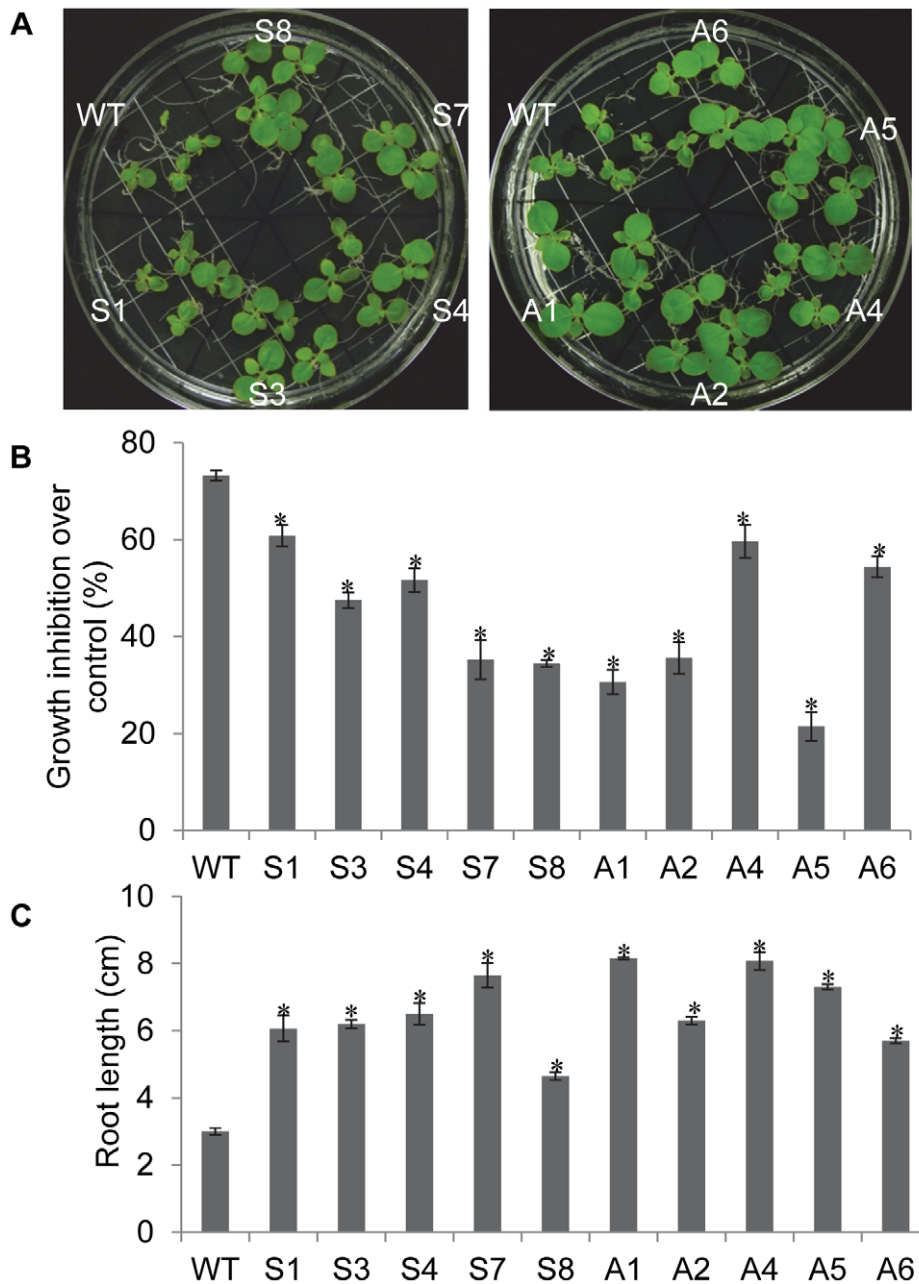 A
S8
WT
S7
S1
S4
S3
A6
WT
A5
A1
A4
A2
B
Growth inhibition over
control (%)
80
60
40
20
0
* * * * * * * * * *
WT S1 S3 S4 S7 S8 A1 A2 A4 A5 A6
C
Root length (cm)
10
8
6
4
2
0
* * * * * * * * * *
WT S1 S3 S4 S7 S8 A1 A2 A4 A5 A6